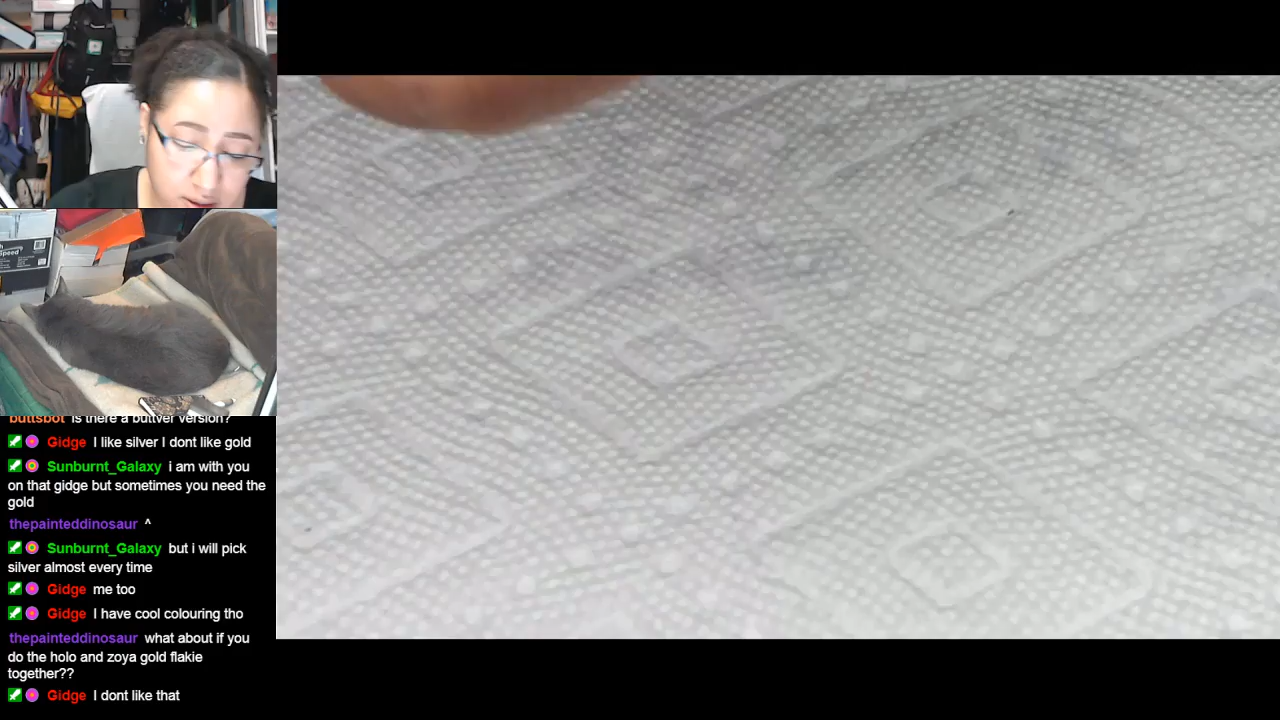 Speed
buttsbot is there a buttver version?
Gidge I like silver I dont like gold
Sunburnt_Galaxy i am with you
on that gidge but sometimes you need the
gold
thepainteddinosaur ^
Sunburnt_Galaxy but i will pick
silver almost every time
Gidge me too
Gidge I have cool colouring tho
thepainteddinosaur what about if you
do the holo and zoya gold flakie
together??
Gidge I dont like that